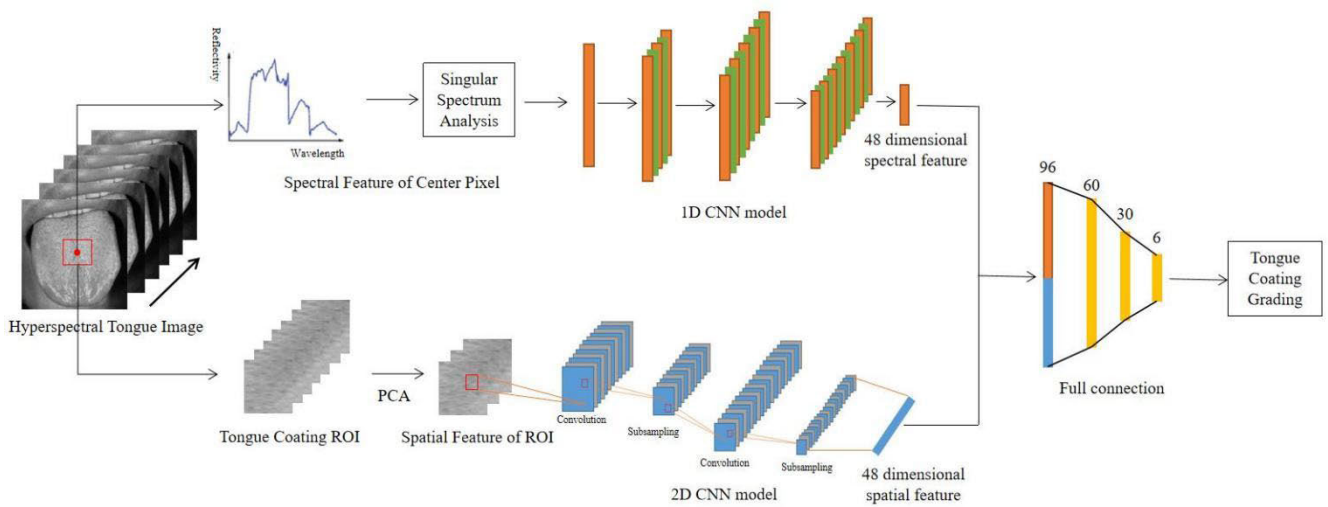 Reflectivity
Wavelength
Spectral Feature of Center Pixel
Singular
Spectrum
Analysis
48 dimensional
spectral feature
1D CNN model
Hyperspectral Tongue Image
Tongue Coating ROI
PCA
Spatial Feature of ROI
Convolution
Subsampling
Convolution
Subsampling
2D CNN model
48 dimensional
spatial feature
96
60
30
6
Full connection
Tongue
Coating
Grading